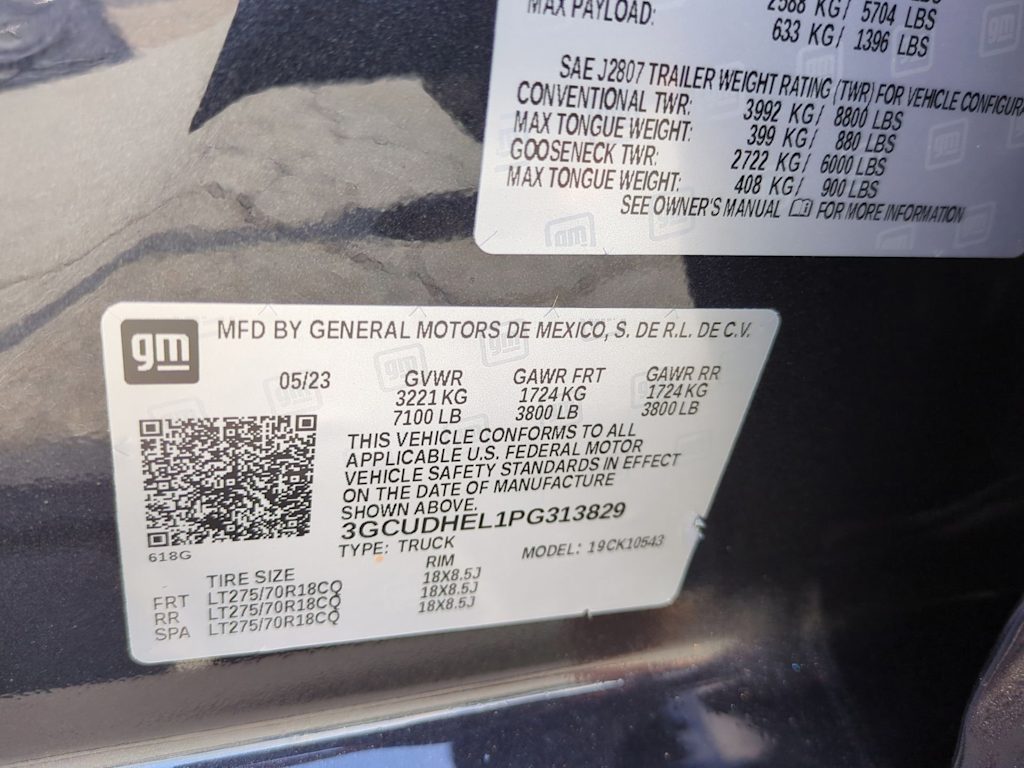 MAX PAYLOAD:
2588 KG/ 5704 LBS
633 KG/ 1396 LBS
SAE J2807 TRAILER WEIGHT RATING (TWR) FOR VEHICLE
CONVENTIONAL TWR: 3992 KG/ 8800 LBS
MAX TONGUE WEIGHT: 399 KG/ 880 LBS
GOOSENECK TWR: 2722 KG/ 6000 LBS
MAX TONGUE WEIGHT: 408 KG/ 900 LBS
SEE OWNER'S MANUAL FOR MORE INFORMATION
gm
gm MFD BY GENERAL MOTORS DE MEXICO, S. DE R.L. DE C.V.
05/23 GVWR GAWR FRT GAWR RR
3221 KG 1724 KG 1724 KG
7100 LB 3800 LB 3800 LB
THIS VEHICLE CONFORMS TO ALL
APPLICABLE U.S. FEDERAL MOTOR
VEHICLE SAFETY STANDARDS IN EFFECT
ON THE DATE OF MANUFACTURE
SHOWN ABOVE.
3GCUDHEL1PG313829
618G
TYPE: TRUCK MODEL: 19CK10543
TIRE SIZE RIM
FRT LT275/70R18CQ 18X8.5J
RR LT275/70R18CQ 18X8.5J
SPA LT275/70R18CQ 18X8.5J